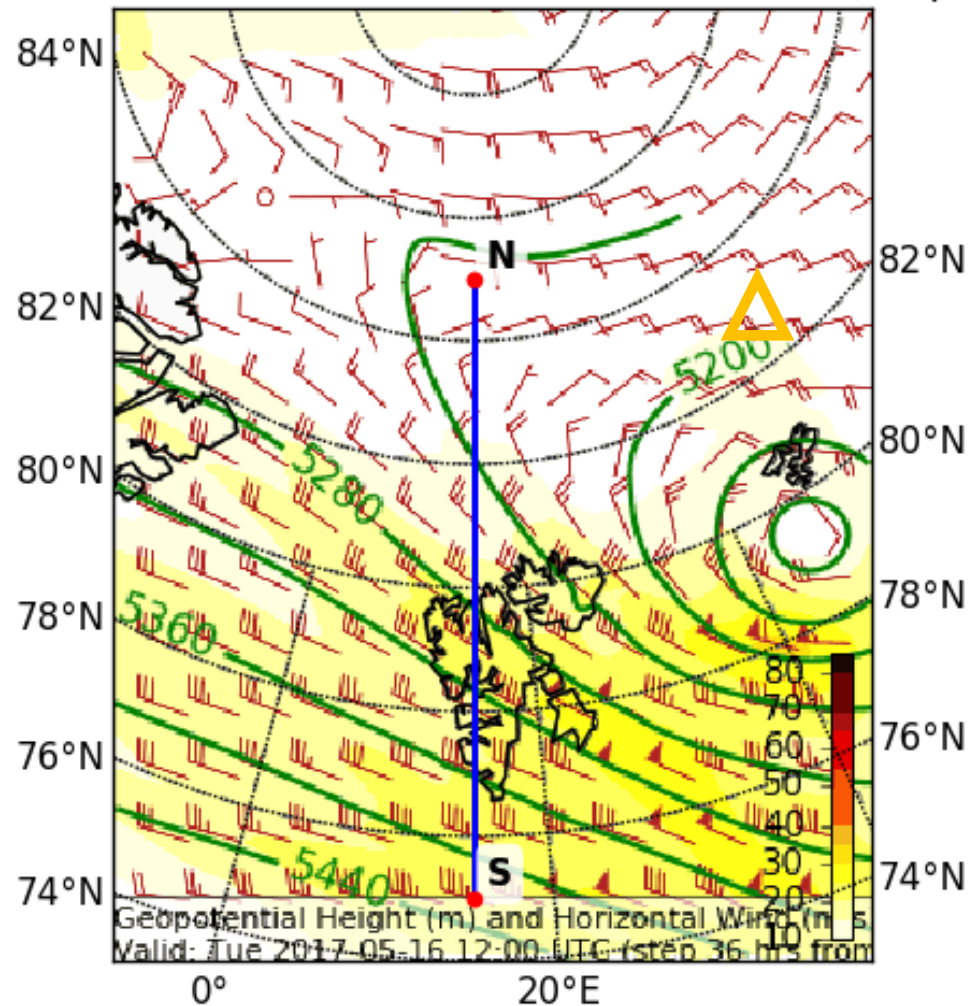 84°N
N
82°N
82°N
5200
80°N
80°N
5280
78°N
78°N
5360
80
70
76°N
76°N
60
50
40
S
30
74°N
5440
74°N
20
Geopotential Height (m) and Horizontal Wind (m s
10
Valid: Tue 2017-05-16 12:00 UTC (step 36 hrs from
0°
20°E